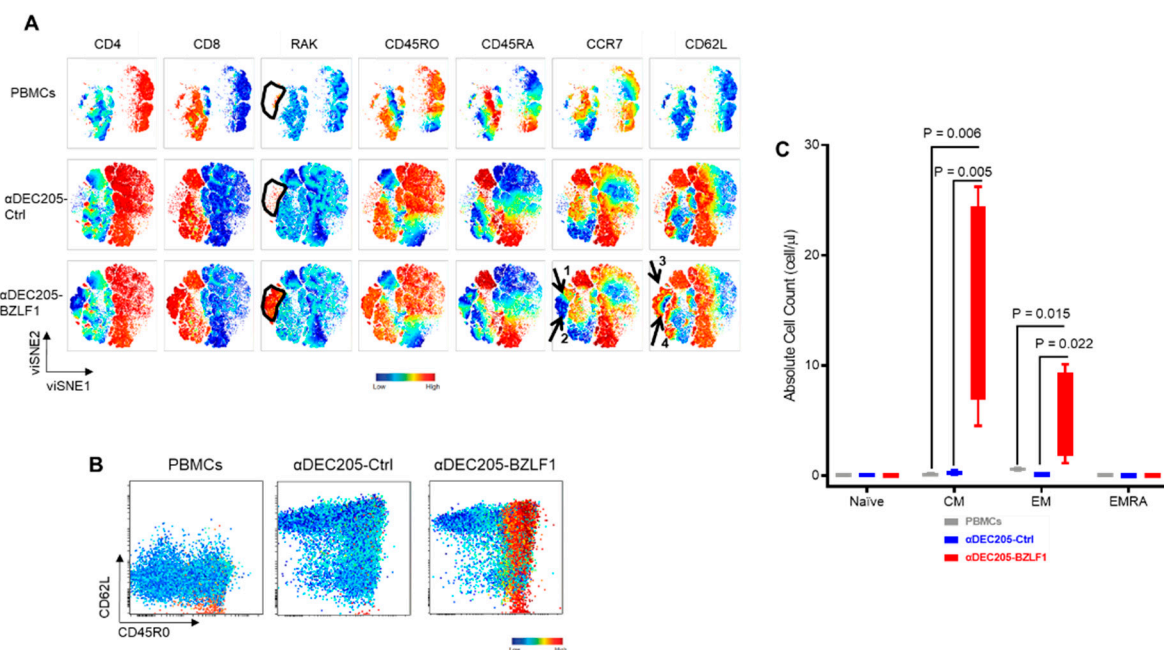 A
CD4 CD8 RAK CD45RO CD45RA CCR7 CD62L
PBMCs
αDEC205-
Ctrl
αDEC205-
BZLF1
1
2
3
4
viSNE2
viSNE1
Low High
B
PBMCs αDEC205-Ctrl αDEC205-BZLF1
CD62L
CD45R0
Low High
C
Absolute Cell Count (cell/µl)
30
20
10
0
P = 0.006
P = 0.005
P = 0.015
P = 0.022
Naïve CM EM EMRA
PBMCs
αDEC205-Ctrl
αDEC205-BZLF1